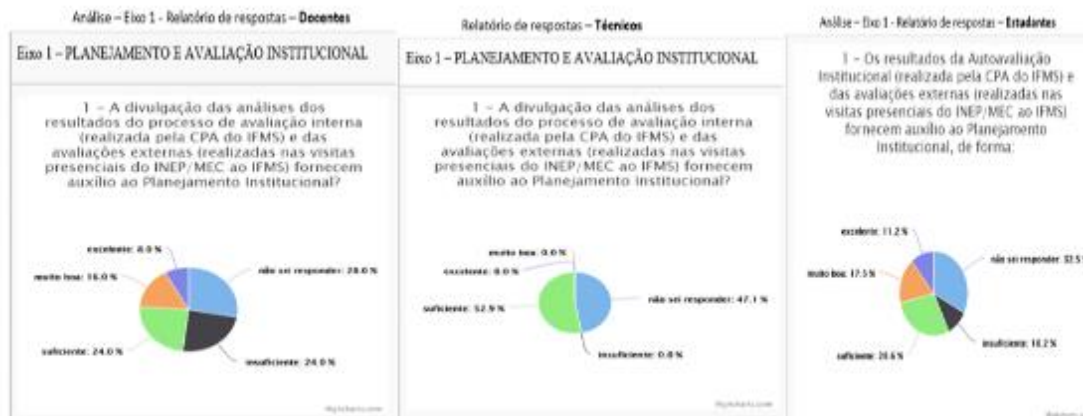 Análise – Eixo 1 - Relatório de respostas – Docentes
Eixo 1 – PLANEJAMENTO E AVALIAÇÃO INSTITUCIONAL
1 - A divulgação das análises dos
resultados do processo de avaliação interna
(realizada pela CPA do IFMS) e das
avaliações externas (realizadas nas visitas
presenciais do INEP/MEC ao IFMS) fornecem
auxílio ao Planejamento Institucional?
excelente: 8.0 %
muito boa: 16.0 %
não sei responder: 28.0 %
suficiente: 24.0 %
insuficiente: 24.0 %
Highcharts.com
Relatório de respostas – Técnicos
Eixo 1 – PLANEJAMENTO E AVALIAÇÃO INSTITUCIONAL
1 - A divulgação das análises dos
resultados do processo de avaliação interna
(realizada pela CPA do IFMS) e das
avaliações externas (realizadas nas visitas
presenciais do INEP/MEC ao IFMS) fornecem
auxílio ao Planejamento Institucional?
muito boa: 0.0 %
excelente: 0.0 %
não sei responder: 47.1 %
suficiente: 52.9 %
insuficiente: 0.0 %
Highcharts.com
Análise – Eixo 1 - Relatório de respostas – Estudantes
1 - Os resultados da Autoavaliação
Institucional (realizada pela CPA do IFMS) e
das avaliações externas (realizadas nas
visitas presenciais do INEP/MEC ao IFMS)
fornecem auxílio ao Planejamento
Institucional, de forma:
excelente: 11.2 %
muito boa: 17.5 %
não sei responder: 32.5
suficiente:
insuficiente: 10.2 %